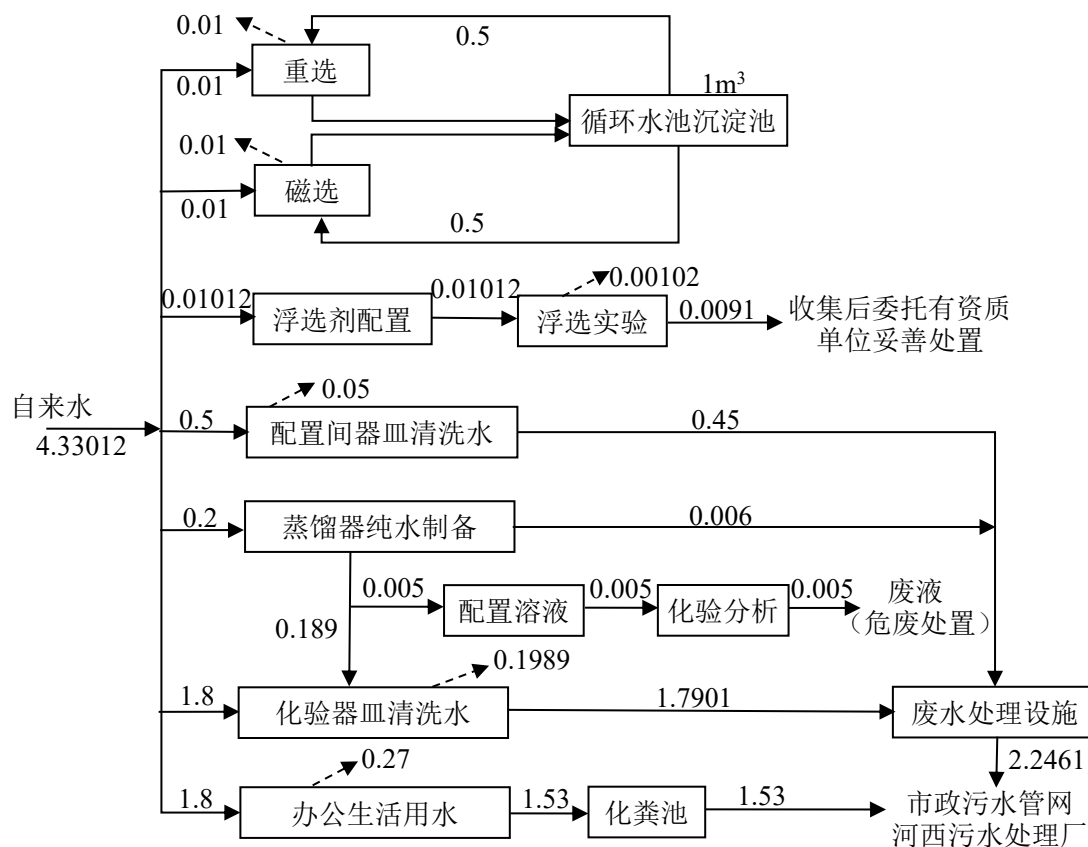 0.01
0.5
重选
0.01
1m³
循环水池沉淀池
0.01
磁选
0.01
0.5
0.00102
0.01012
浮选剂配置
0.01012
浮选实验
0.0091
收集后委托有资质
单位妥善处置
自来水
4.33012
0.05
0.5
配置间器皿清洗水
0.45
0.2
蒸馏器纯水制备
0.006
0.005
配置溶液
0.005
化验分析
0.005
废液
（危废处置）
0.189
0.1989
1.8
化验器皿清洗水
1.7901
废水处理设施
2.2461
0.27
1.8
办公生活用水
1.53
化粪池
1.53
市政污水管网
河西污水处理厂